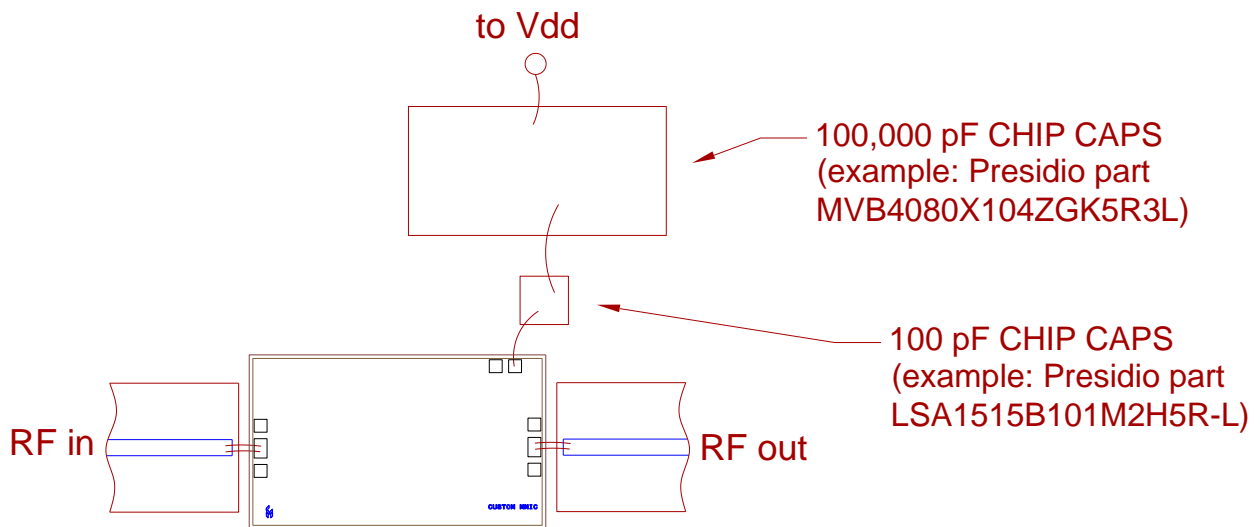 to Vdd
100,000 pF CHIP CAPS
(example: Presidio part
MVB4080X104ZGK5R3L)
100 pF CHIP CAPS
(example: Presidio part
LSA1515B101M2H5R-L)
RF in
RF out
CUSTOM MMIC